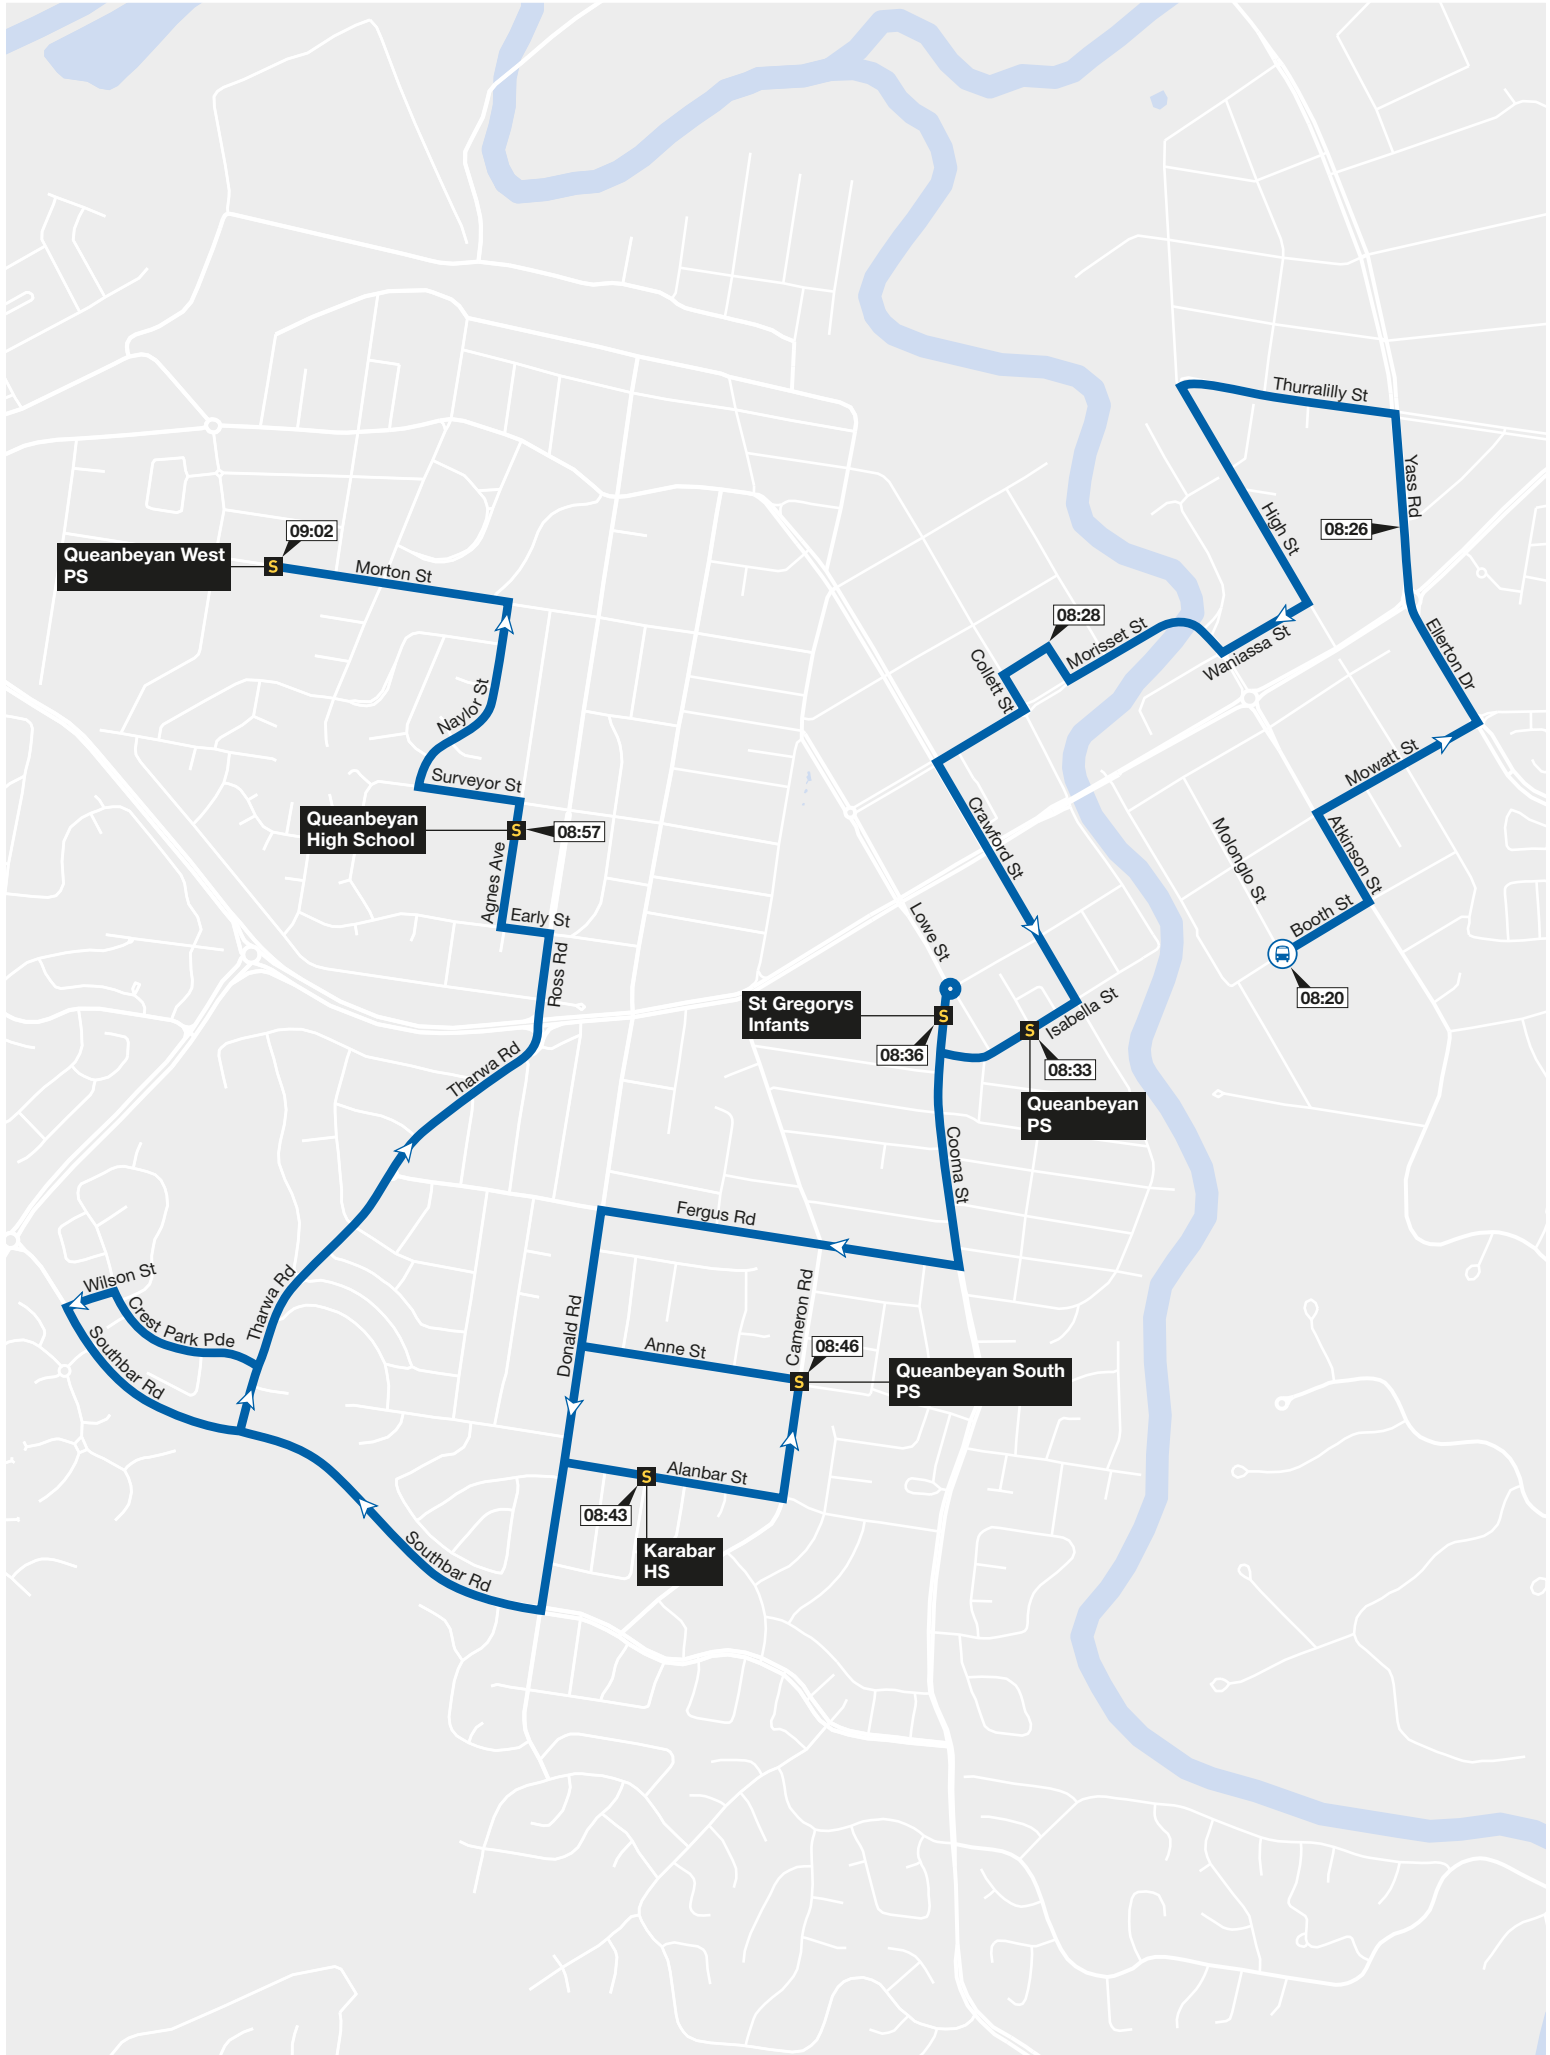 Thurralilly St
Yass Rd
High St
08:26
09:02
Queanbeyan West
PS
S
Morton St
08:28
Morisset St
Collett St
Waniassa St
Ellerton Dr
Naylor St
Surveyor St
Mowatt St
Queanbeyan
High School
S
08:57
Crawford St
Molonglo St
Atkinson St
Agnes Ave
Early St
Lowe St
Booth St
Ross Rd
08:20
St Gregorys
Infants
S
S
Isabella St
08:36
08:33
Tharwa Rd
Queanbeyan
PS
Cooma St
Fergus Rd
Wilson St
Tharwa Rd
Crest Park Pde
Southbar Rd
Donald Rd
Anne St
Cameron Rd
08:46
S
Queanbeyan South
PS
S
Alanbar St
08:43
Karabar
HS
Southbar Rd